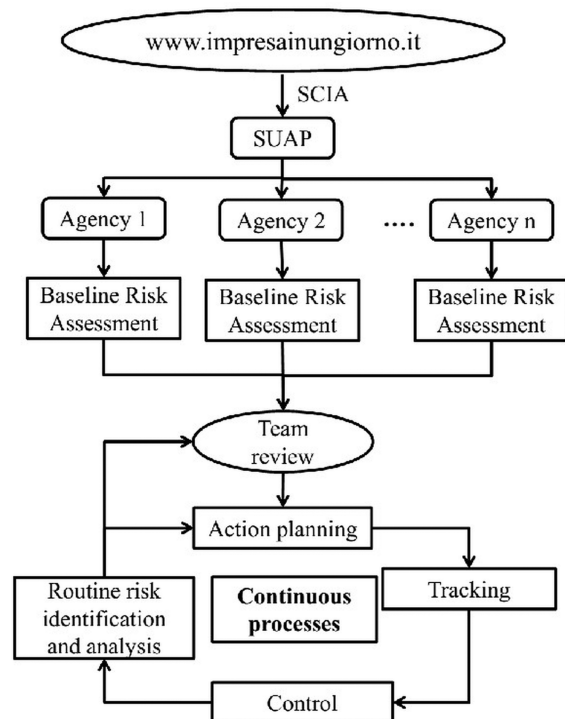 www.impresainungiorno.it
SCIA
SUAP
Agency 1
Agency 2
....
Agency n
Baseline Risk
Assessment
Baseline Risk
Assessment
Baseline Risk
Assessment
Team
review
Action planning
Routine risk
identification
and analysis
Continuous
processes
Tracking
Control